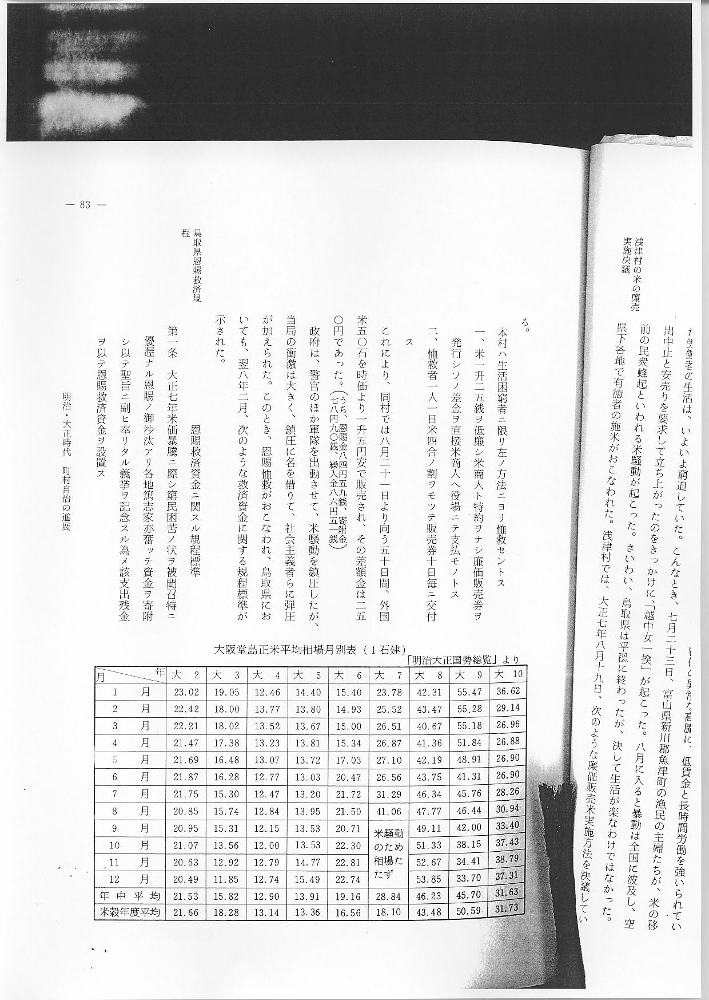 た労働者の生活は、いよいよ窮迫していた。こんなとき、七月二十三日、富山県新川郡魚津町の漁民の主婦たちが、米の移
出中止と安売りを要求して立ち上がったのをきっかけに、「越中女一揆」が起こった。八月に入ると暴動は全国に波及し、空
前の民衆蜂起といわれる米騒動が起こった。さいわい、鳥取県は平穏に終わったが、決して生活が楽なわけではなかった。
県下各地で有徳者の施米がおこなわれた。浅津村では、大正七年八月十九日、次のような廉価販売米実施方法を決議してい
浅津村の米の廉売
実施決議
る。
本村ハ生活困窮者ニ限リ左ノ方法ニヨリ恤救セントス
一、米一升二五銭ヲ低廉シ米商人ト特約ヲナシ廉価販売券ヲ
発行シソノ差金ヲ直接米商人へ役場ニテ支払モノトス
二、恤救者一人一日米四合ノ割ヲモツテ販売券十日毎ニ交付
ス
これにより、同村では八月二十一日より向う五十日間、外国
米五〇石を時価より一升五円安で販売され、その差額金は二五
〇円であった。(うち、恩賜金八四円五九銭、寄附金
七八円九〇銭、繰入金八六円五一銭)
政府は、警官のほか軍隊を出動させて、米騒動を鎮圧したが、
当局の衝激は大きく、鎮圧に名を借りて、社会主義者らに弾圧
が加えられた。このとき、恩賜恤救がおこなわれ、鳥取県にお
いても、翌八年二月、次のような救済資金に関する規程標準が
示された。
鳥取県恩賜救済規
程
恩賜救済資金ニ関スル規程標準
第一条 大正七年米価暴騰ニ際シ窮民困苦ノ状ヲ被聞召特ニ
優渥ナル恩賜ノ御沙汰アリ各地篤志家亦奮ッテ資金ヲ寄附
シ以テ聖旨ニ副ヒ奉リタル義挙ヲ記念スル為メ該支出残金
ヲ以テ恩賜救済資金ヲ設置ス
明治・大正時代 町村自治の進展
— 83 —
大阪堂島正米平均相場月別表(1石建)
「明治大正国勢総覧」より
月 年 大2 大3 大4 大5 大6 大7 大8 大9 大10
1月 23.02 19.05 12.46 14.40 15.40 23.78 42.31 55.47 36.62
2月 22.42 18.00 13.77 13.80 14.93 25.52 43.47 55.28 29.14
3月 22.21 18.02 13.52 13.67 15.00 26.51 40.67 55.18 26.96
4月 21.47 17.38 13.23 13.81 15.34 26.87 41.36 51.84 26.88
5月 21.69 16.48 13.07 13.72 17.03 27.10 42.19 48.91 26.90
6月 21.87 16.28 12.77 13.03 20.47 26.56 43.75 41.31 26.90
7月 21.75 15.30 12.47 13.20 21.72 31.29 46.34 45.76 28.26
8月 20.85 15.74 12.84 13.95 21.50 41.06 47.77 46.44 30.94
9月 20.95 15.31 12.15 13.53 20.71 米騒動 49.11 42.00 33.40
10月 21.07 13.56 12.00 13.53 22.30 のため 51.33 38.15 37.43
11月 20.63 12.92 12.79 14.77 22.81 相場た 52.67 34.41 38.79
12月 20.49 11.85 12.74 15.49 22.74 たず 53.85 33.70 37.31
年中平均 21.53 15.82 12.90 13.91 19.16 28.84 46.23 45.70 31.63
米穀年度平均 21.66 18.28 13.14 13.36 16.56 18.10 43.48 50.59 31.73